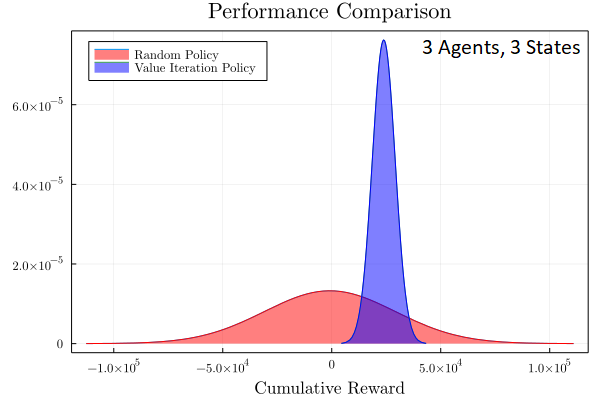 Performance Comparison
3 Agents, 3 States
Random Policy
Value Iteration Policy
6.0×10⁻⁵
4.0×10⁻⁵
2.0×10⁻⁵
0
−1.0×10⁵ −5.0×10⁴ 0 5.0×10⁴ 1.0×10⁵
Cumulative Reward